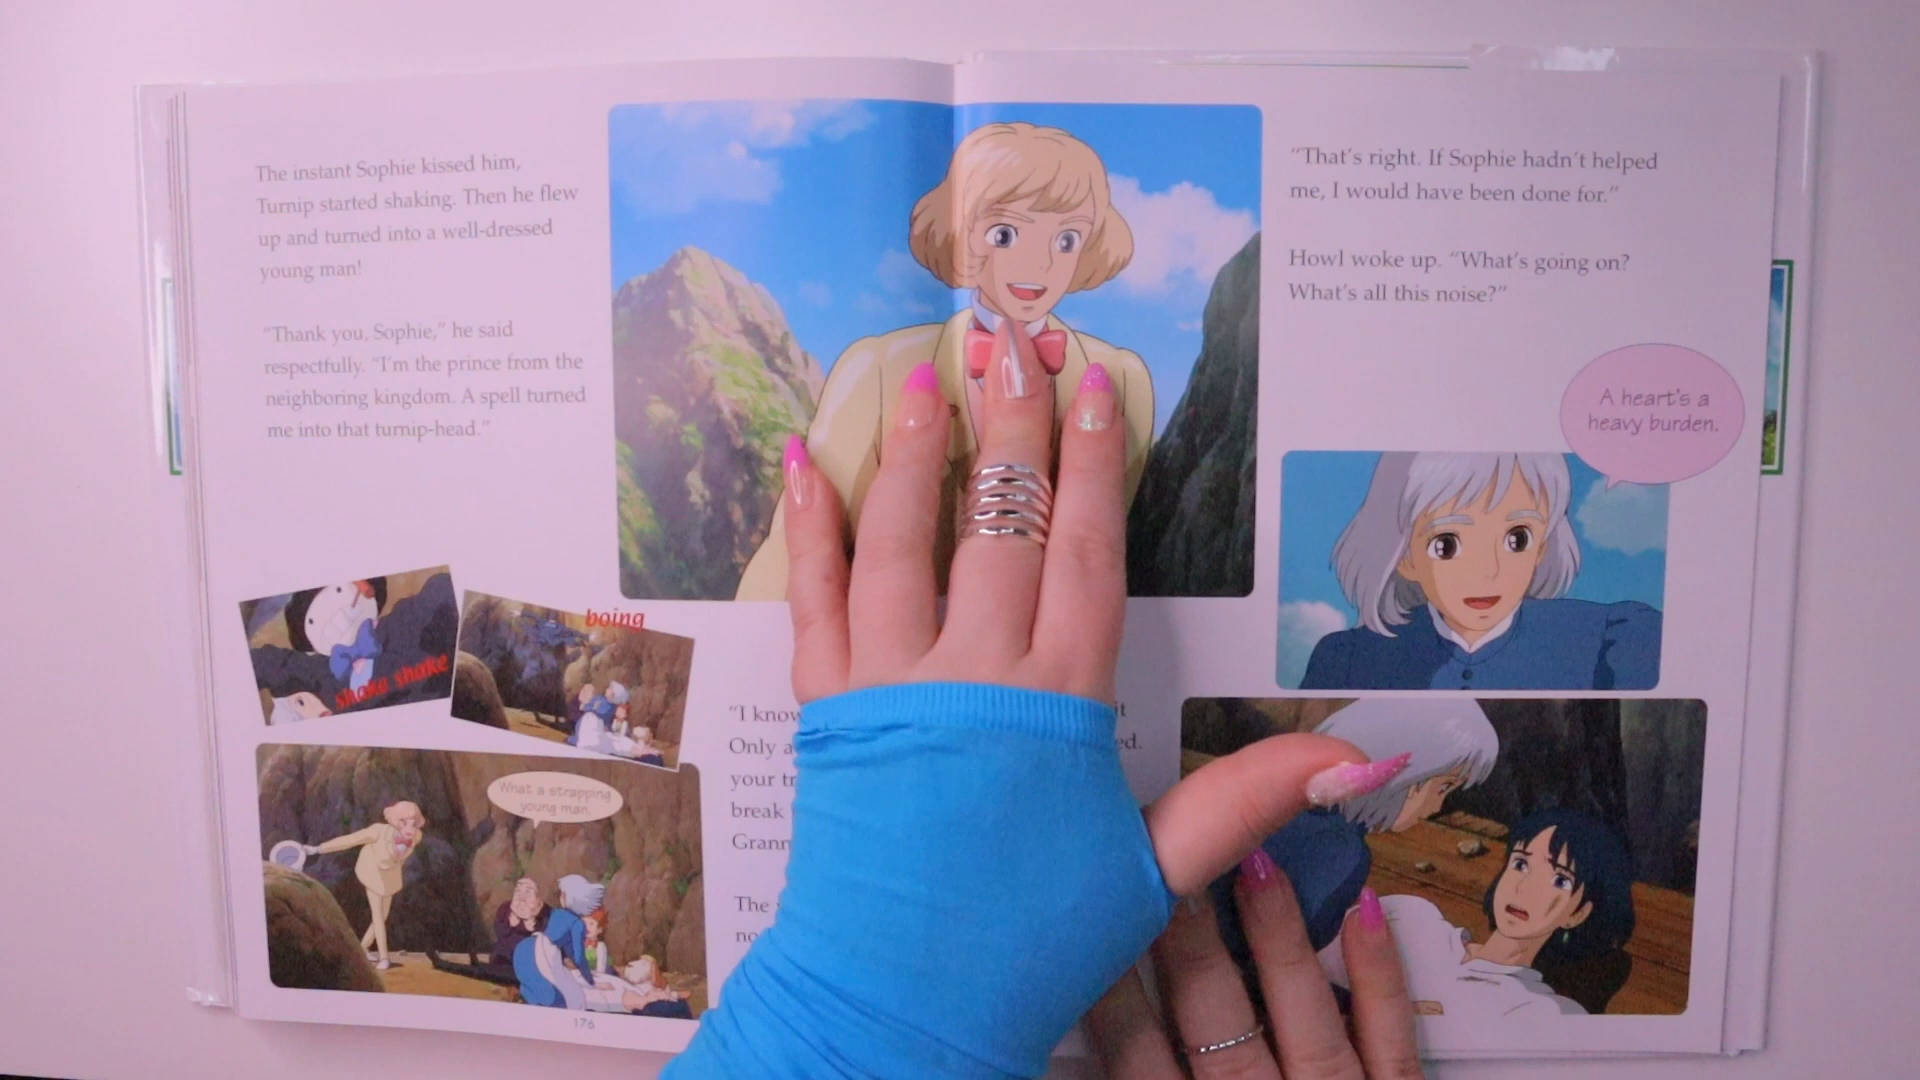 The instant Sophie kissed him,
Turnip started shaking. Then he flew
up and turned into a well-dressed
young man!
"Thank you, Sophie," he said
respectfully. "I'm the prince from the
neighboring kingdom. A spell turned
me into that turnip-head."
shake shake
boing
What a strapping
young man.
176
"I know
Only a
your
break
The
it
"That's right. If Sophie hadn't helped
me, I would have been done for."
Howl woke up. "What's going on?
What's all this noise?"
A heart's a
heavy burden.